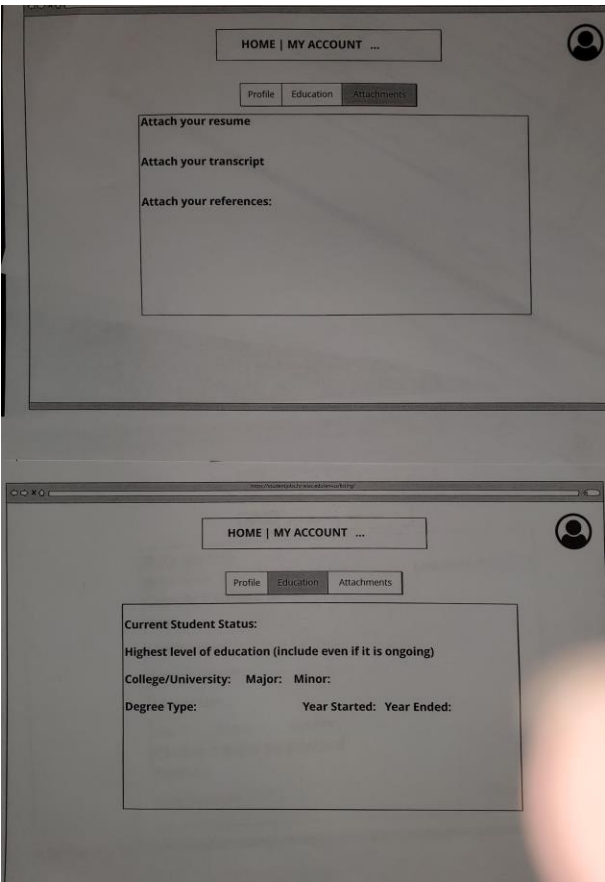 HOME | MY ACCOUNT ...
Profile Education Attachments
Attach your resume
Attach your transcript
Attach your references:
HOME | MY ACCOUNT ...
Profile Education Attachments
Current Student Status:
Highest level of education (include even if it is ongoing)
College/University: Major: Minor:
Degree Type: Year Started: Year Ended: